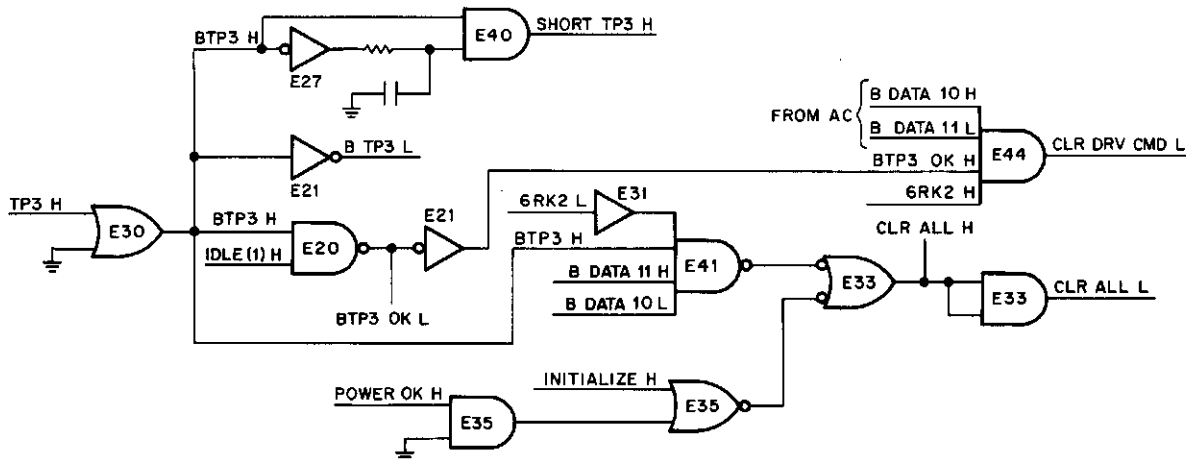 SHORT TP3 H
BTP3 H
E40
E27
B DATA 10 H
FROM AC
B DATA 11 L
E44
CLR DRV CMD L
B TP3 L
BTP3 OK H
E21
6RK2 H
E31
TP3 H
6RK2 L
E21
BTP3 H
E30
E20
CLR ALL H
BTP3 H
IDLE (1) H
E41
B DATA 11 H
E33
E33
CLR ALL L
B DATA 10 L
BTP3 OK L
INITIALIZE H
POWER OK H
E35
E35